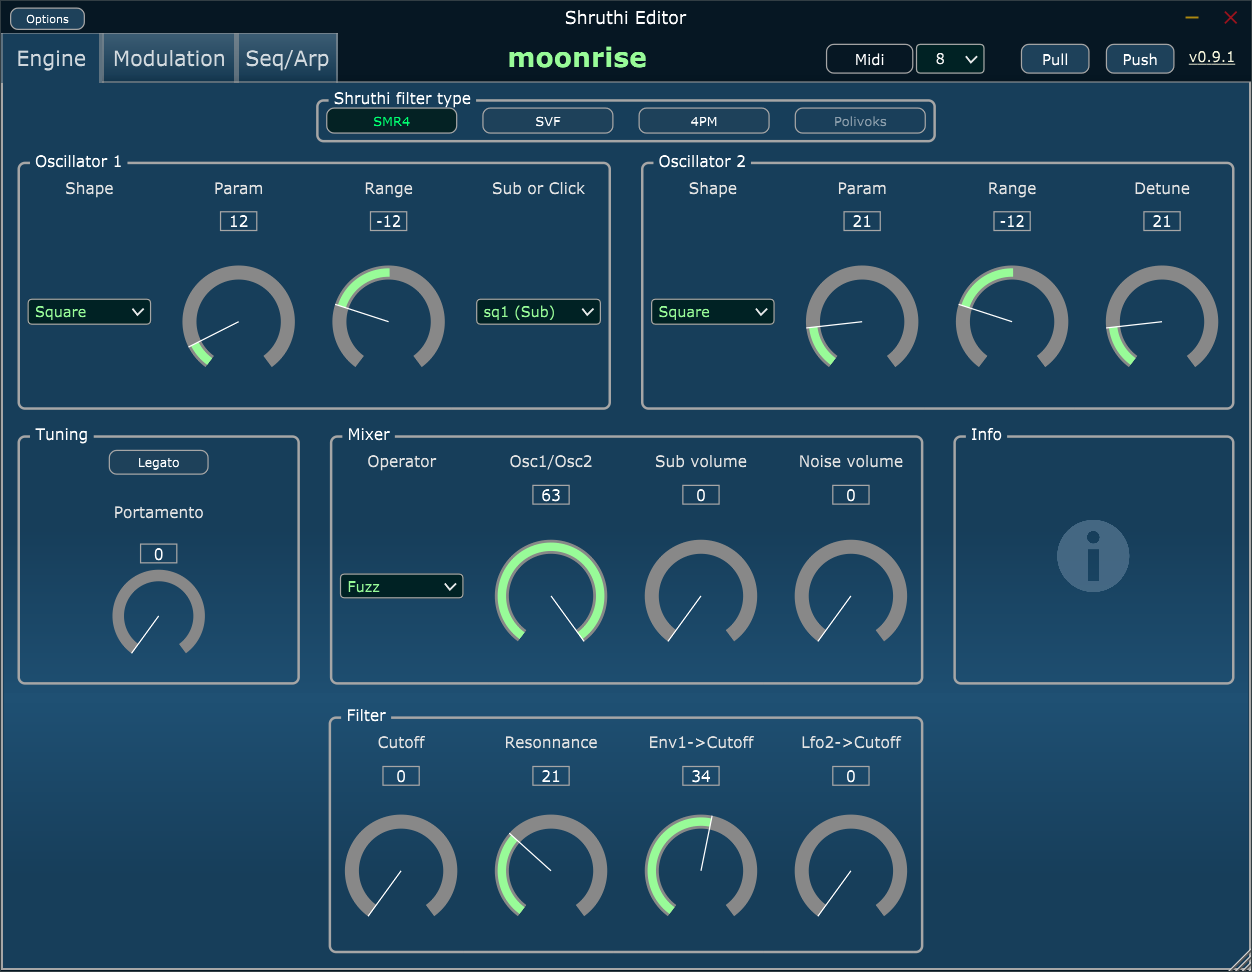 Options
Shruthi Editor
Engine
Modulation
Seq/Arp
moonrise
Midi
8
Pull
Push
v0.9.1
Shruthi filter type
SMR4
SVF
4PM
Polivoks
Oscillator 1
Shape
Param
Range
Sub or Click
12
-12
Square
sq1 (Sub)
Oscillator 2
Shape
Param
Range
Detune
21
-12
21
Square
Tuning
Legato
Portamento
0
Mixer
Operator
Osc1/Osc2
Sub volume
Noise volume
63
0
0
Fuzz
Info
Filter
Cutoff
Resonnance
Env1->Cutoff
Lfo2->Cutoff
0
21
34
0